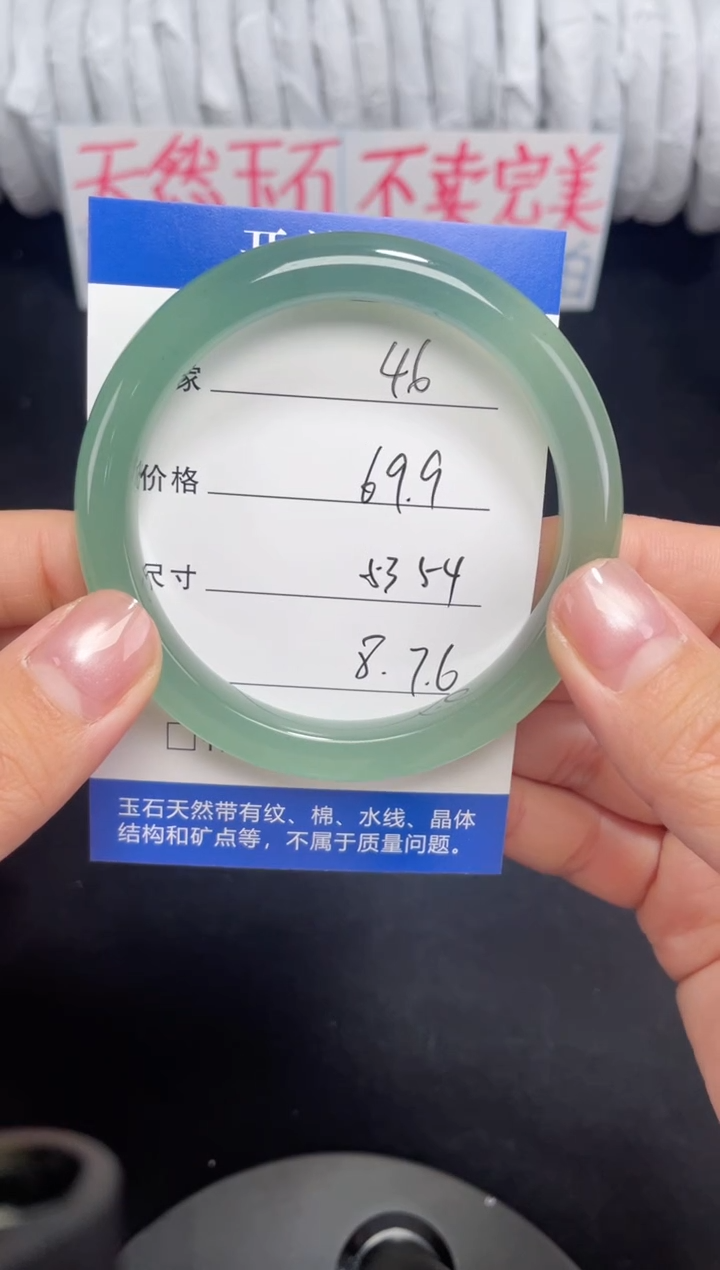 天然玉石 不卖完美
家 46
价格 69.9
尺寸 53 54
8. 7.6
玉石天然带有纹、棉、水线、晶体
结构和矿点等，不属于质量问题。